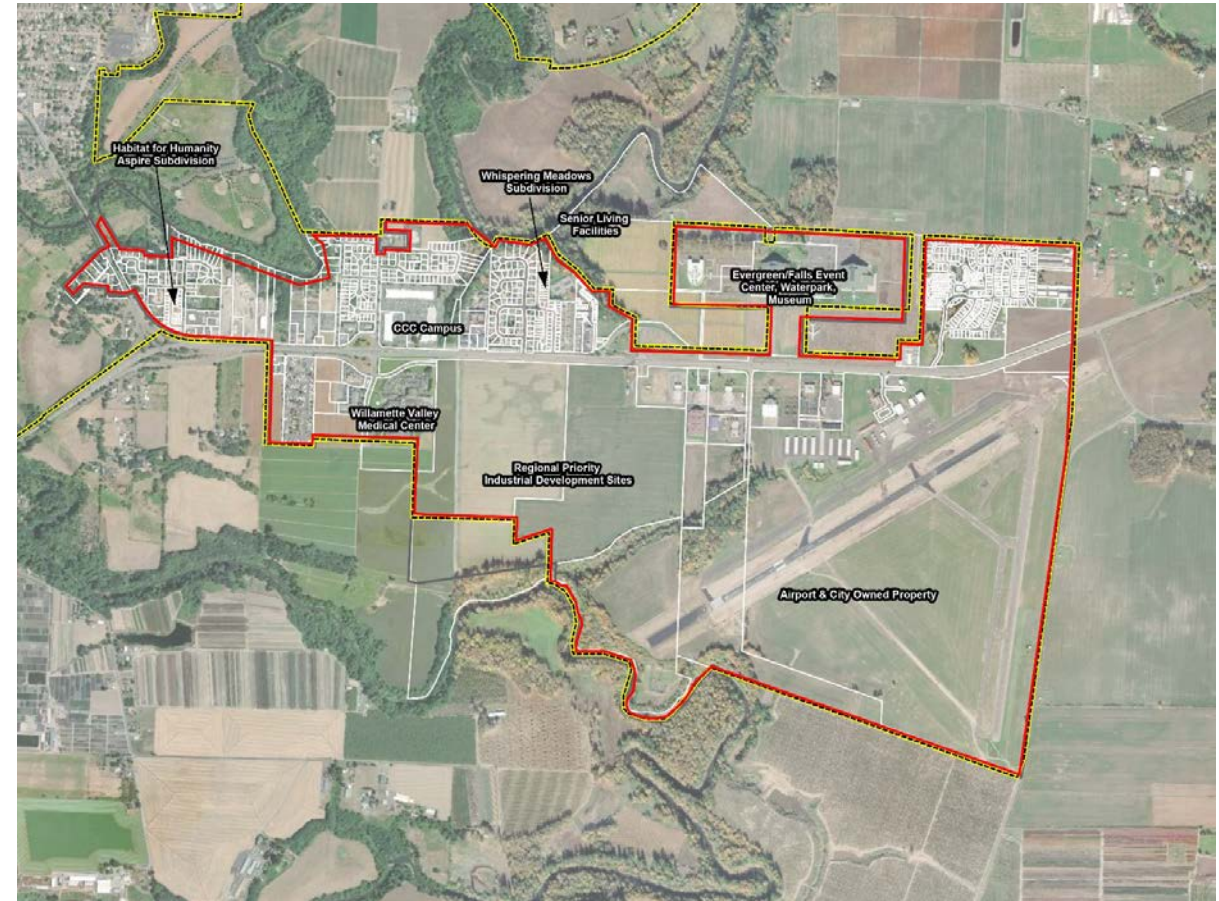 Habitat for Humanity
Aspire Subdivision
Whispering Meadows
Subdivision
Senior Living
Facilities
Evergreen/Falls Event
Center, Waterpark,
Museum
CCC Campus
Willamette Valley
Medical Center
Regional Priority
Industrial Development Sites
Airport & City Owned Property